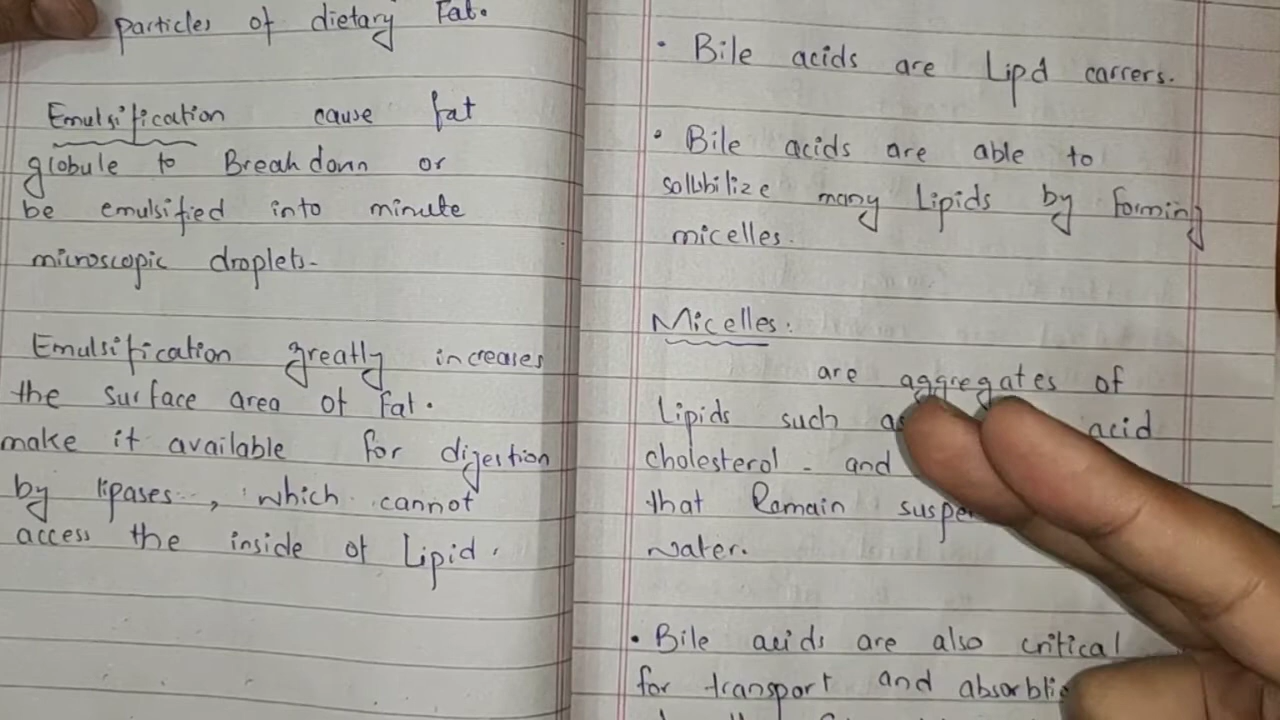 particles of dietary Fat.
Emulsification cause fat
globule to Breakdown or
be emulsified into minute
microscopic droplets.
Emulsification greatly increases
the surface area of Fat.
make it available for digestion
by lipases, which cannot
access the inside of Lipid.
• Bile acids are Lipd carrers.
• Bile acids are able to
sollubilize many Lipids by Forming
micelles.
Micelles.
are aggregates of
Lipids such as acid
cholesterol - and
that Remain
water.
• Bile acids are also critical
for transport and